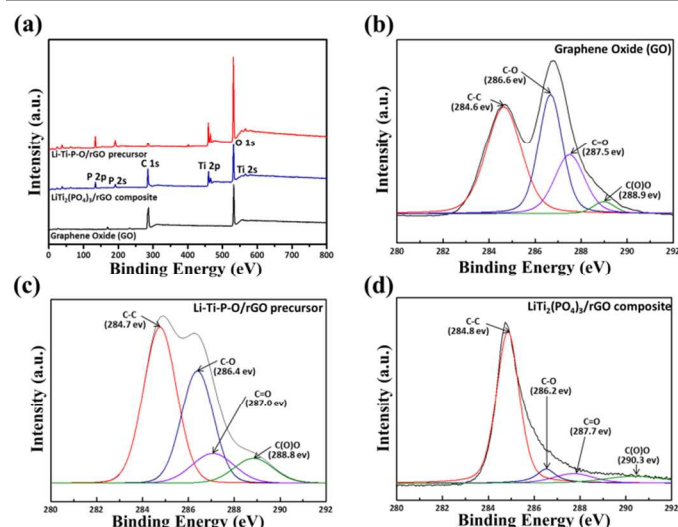 (a)
Intensity (a.u.)
O 1s
Li-Ti-P-O/rGO precursor
C 1s
P 2p
P 2s
Ti 2p
Ti 2s
LiTi2(PO4)3/rGO composite
Graphene Oxide (GO)
0 100 200 300 400 500 600 700 800
Binding Energy (eV)
(b)
Graphene Oxide (GO)
Intensity (a.u.)
C-C
(284.6 ev)
C-O
(286.6 ev)
C=O
(287.5 ev)
C(O)O
(288.9 ev)
280 282 284 286 288 290 292
Binding Energy (eV)
(c)
Li-Ti-P-O/rGO precursor
Intensity (a.u.)
C-C
(284.7 ev)
C-O
(286.4 ev)
C=O
(287.0 ev)
C(O)O
(288.8 ev)
280 282 284 286 288 290 292
Binding Energy (eV)
(d)
LiTi2(PO4)3/rGO composite
Intensity (a.u.)
C-C
(284.8 ev)
C-O
(286.2 ev)
C=O
(287.7 ev)
C(O)O
(290.3 ev)
280 282 284 286 288 290 292
Binding Energy (eV)